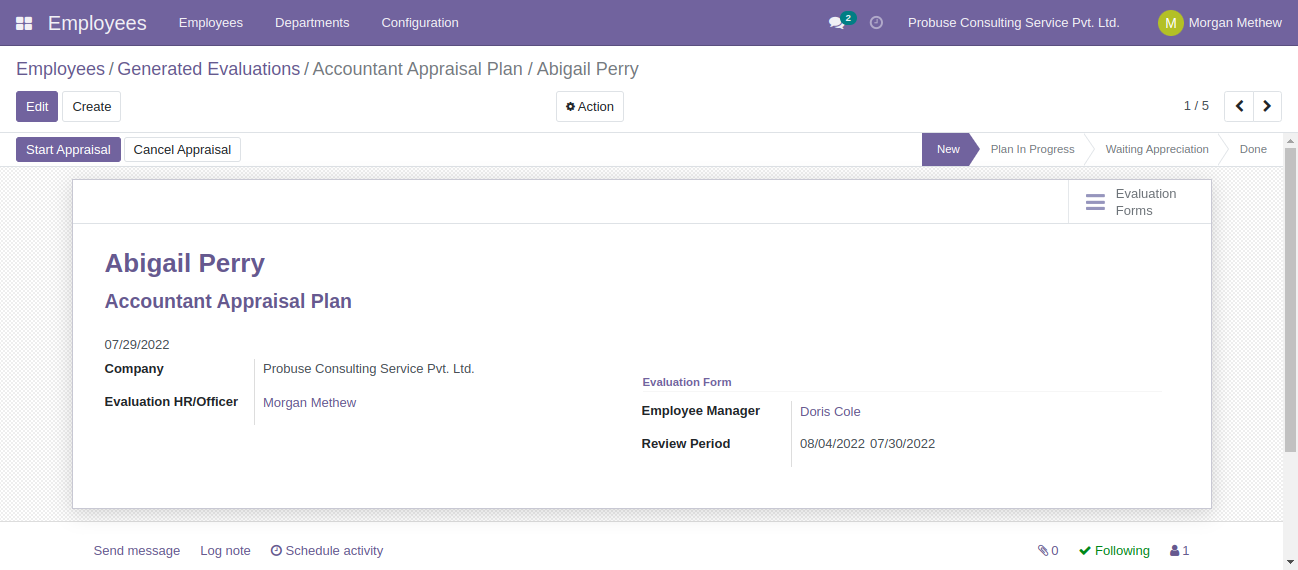 Employees Employees Departments Configuration 2 Probuse Consulting Service Pvt. Ltd. M Morgan Methew
Employees / Generated Evaluations / Accountant Appraisal Plan / Abigail Perry
Edit Create Action 1 / 5
Start Appraisal Cancel Appraisal New Plan In Progress Waiting Appreciation Done
Evaluation
Forms
Abigail Perry
Accountant Appraisal Plan
07/29/2022
Company Probuse Consulting Service Pvt. Ltd.
Evaluation HR/Officer Morgan Methew
Evaluation Form
Employee Manager Doris Cole
Review Period 08/04/2022 07/30/2022
Send message Log note Schedule activity 0 Following 1